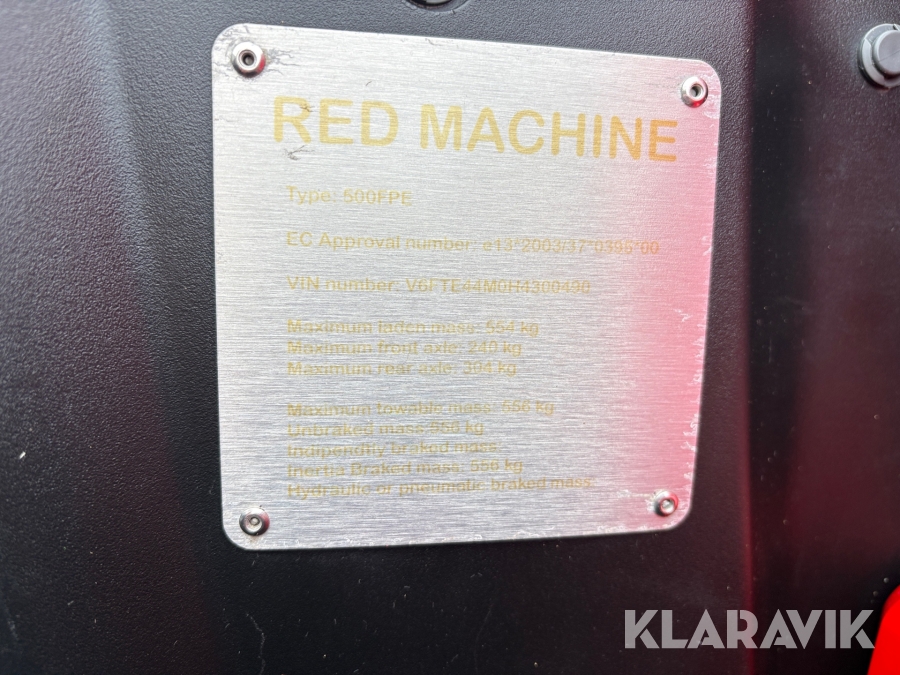 RED MACHINE
Type: 500FPE
EC Approval number: e13*2003/37*0395*00
VIN number: V6FTE44M0H4300490
Maximum laden mass: 554 kg
Maximum front axle: 240 kg
Maximum rear axle: 304 kg
Maximum towable mass: 556 kg
Unbraked mass:556 kg
Indipendtly braked mass:
Inertia Braked mass: 556 kg
Hydraulic or pneumatic braked mass:
KLARAVIK